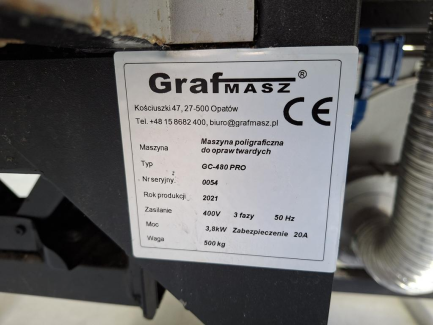 GrafMASZ®
Kościuszki 47, 27-500 Opatów
Tel. +48 15 8682 400, biuro@grafmasz.pl
CE
Maszyna Maszyna poligraficzna do opraw twardych
Typ GC-480 PRO
Nr seryjny. 0054
Rok produkcji 2021
Zasilanie 400V 3 fazy 50 Hz
Moc 3,8kW Zabezpieczenie 20A
Waga 500 kg